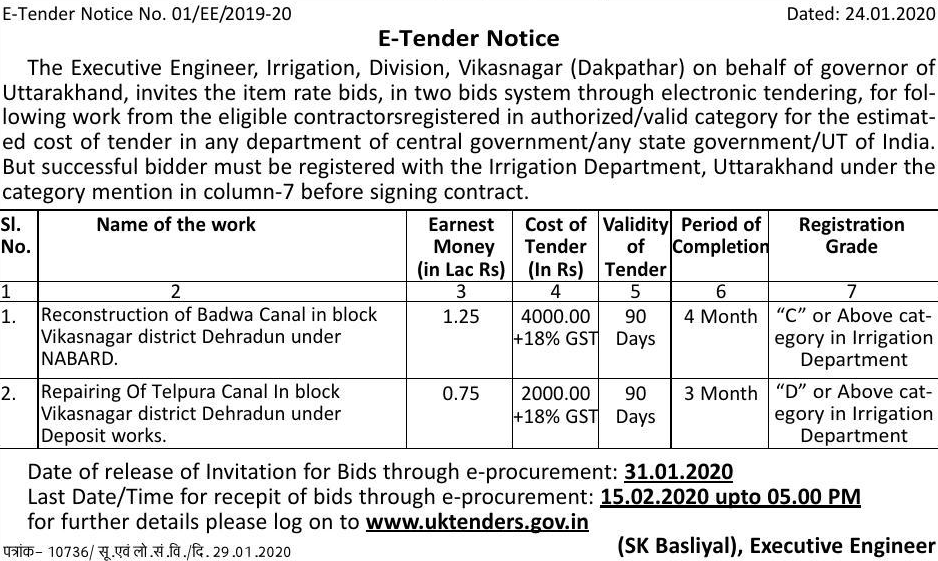 E-Tender Notice No. 01/EE/2019-20 Dated: 24.01.2020
E-Tender Notice
The Executive Engineer, Irrigation, Division, Vikasnagar (Dakpathar) on behalf of governor of
Uttarakhand, invites the item rate bids, in two bids system through electronic tendering, for fol-
lowing work from the eligible contractorsregistered in authorized/valid category for the estimat-
ed cost of tender in any department of central government/any state government/UT of India.
But successful bidder must be registered with the Irrigation Department, Uttarakhand under the
category mention in column-7 before signing contract.
Sl. Name of the work Earnest Cost of Validity Period of Registration
No. Money Tender of Completion Grade
(in Lac Rs) (In Rs) Tender
1 2 3 4 5 6 7
1. Reconstruction of Badwa Canal in block 1.25 4000.00 90 4 Month "C" or Above cat-
Vikasnagar district Dehradun under +18% GST Days egory in Irrigation
NABARD. Department
2. Repairing Of Telpura Canal In block 0.75 2000.00 90 3 Month "D" or Above cat-
Vikasnagar district Dehradun under +18% GST Days egory in Irrigation
Deposit works. Department
Date of release of Invitation for Bids through e-procurement: 31.01.2020
Last Date/Time for recepit of bids through e-procurement: 15.02.2020 upto 05.00 PM
for further details please log on to www.uktenders.gov.in
(SK Basliyal), Executive Engineer
पत्रांक– 10736/ सू.एवं लो.सं.वि./दि. 29.01.2020